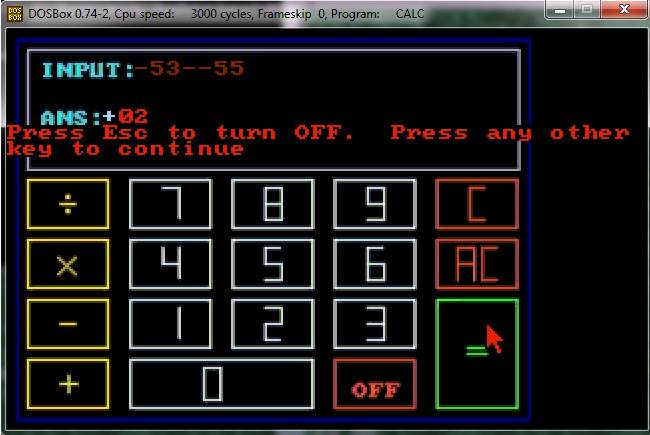 DOSBox 0.74-2, Cpu speed: 3000 cycles, Frameskip 0, Program: CALC
INPUT:-53--55
ANS:+02
Press Esc to turn OFF. Press any other
key to continue
÷ 7 8 9 C
× 4 5 6 AC
- 1 2 3 =
+ 0 OFF